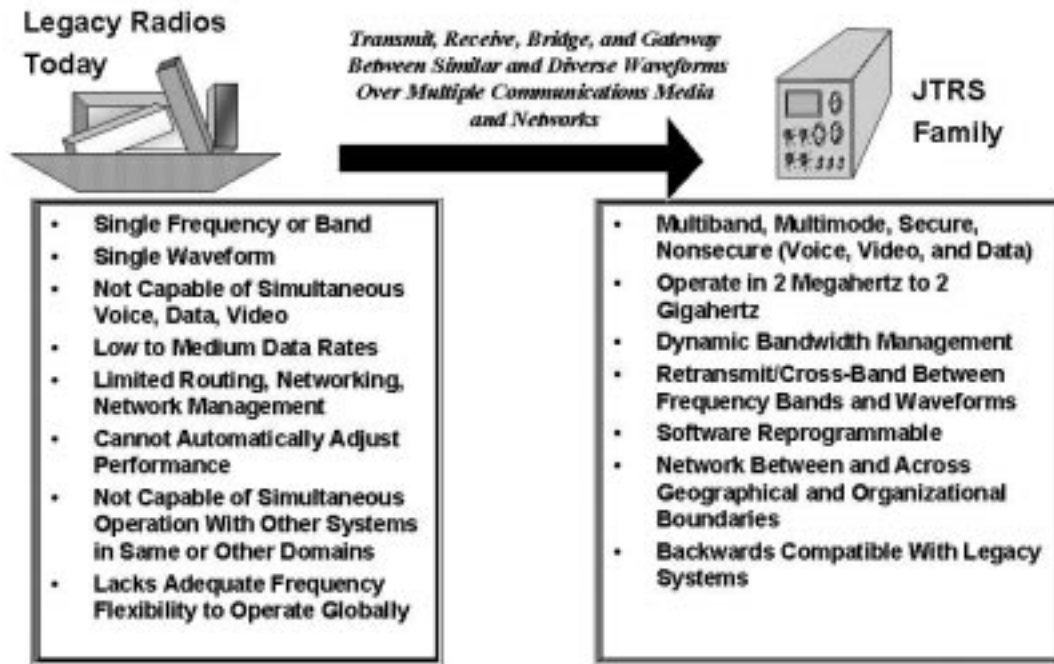 Legacy Radios
Today
Transmit, Receive, Bridge, and Gateway
Between Similar and Diverse Waveforms
Over Multiple Communications Media
and Networks
JTRS
Family
• Single Frequency or Band
• Single Waveform
• Not Capable of Simultaneous
Voice, Data, Video
• Low to Medium Data Rates
• Limited Routing, Networking,
Network Management
• Cannot Automatically Adjust
Performance
• Not Capable of Simultaneous
Operation With Other Systems
in Same or Other Domains
• Lacks Adequate Frequency
Flexibility to Operate Globally
• Multiband, Multimode, Secure,
Nonsecure (Voice, Video, and Data)
• Operate in 2 Megahertz to 2
Gigahertz
• Dynamic Bandwidth Management
• Retransmit/Cross-Band Between
Frequency Bands and Waveforms
• Software Reprogrammable
• Network Between and Across
Geographical and Organizational
Boundaries
• Backwards Compatible With Legacy
Systems